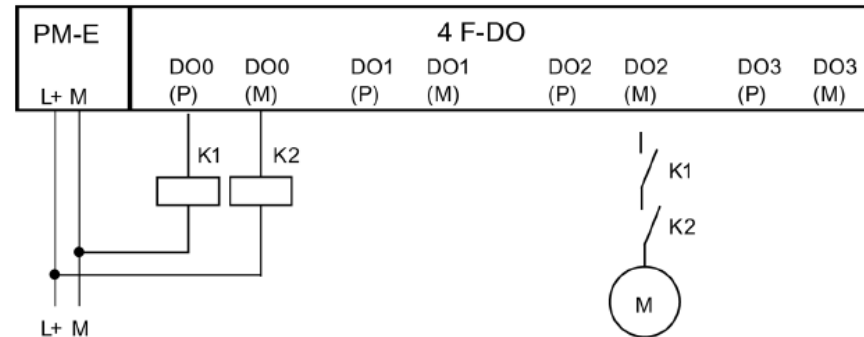 PM-E 4 F-DO
DO0 DO0 DO1 DO1 DO2 DO2 DO3 DO3
L+ M (P) (M) (P) (M) (P) (M) (P) (M)
K1 K2
K1
K2
M
L+ M